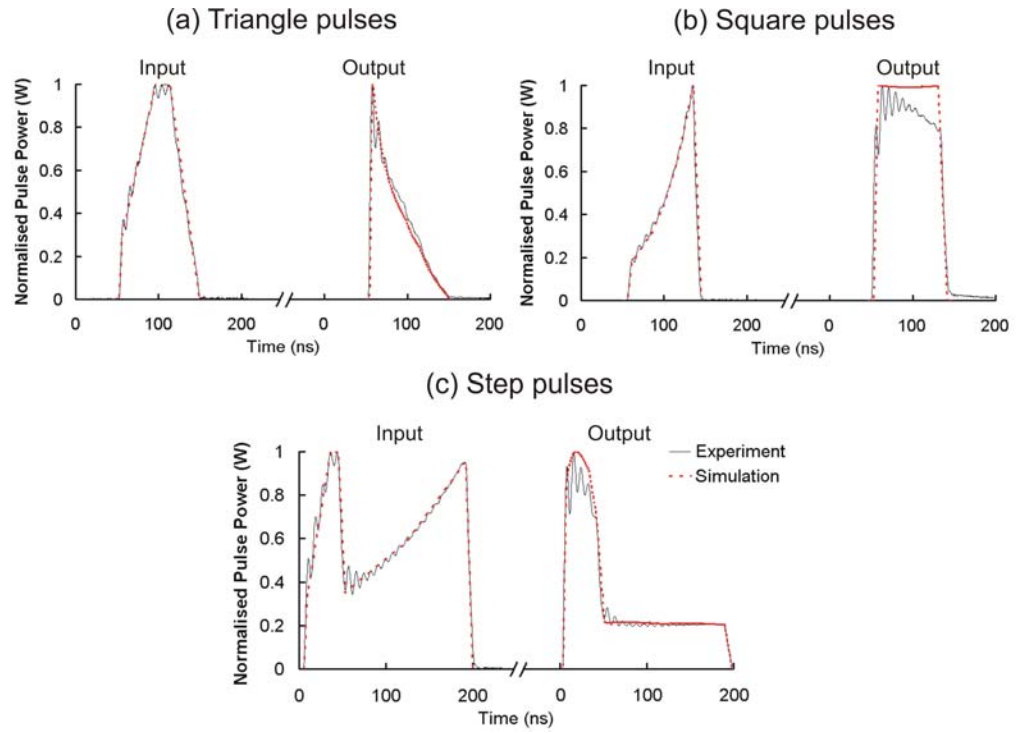 (a) Triangle pulses
(b) Square pulses
Input
Output
Input
Output
Normalised Pulse Power (W)
1
0.8
0.6
0.4
0.2
0
0 100 200 0 100 200
Time (ns)
Normalised Pulse Power (W)
1
0.8
0.6
0.4
0.2
0
0 100 200 0 100 200
Time (ns)
(c) Step pulses
Input
Output
Experiment
Simulation
Normalised Pulse Power (W)
1
0.8
0.6
0.4
0.2
0
0 100 200 0 100 200
Time (ns)